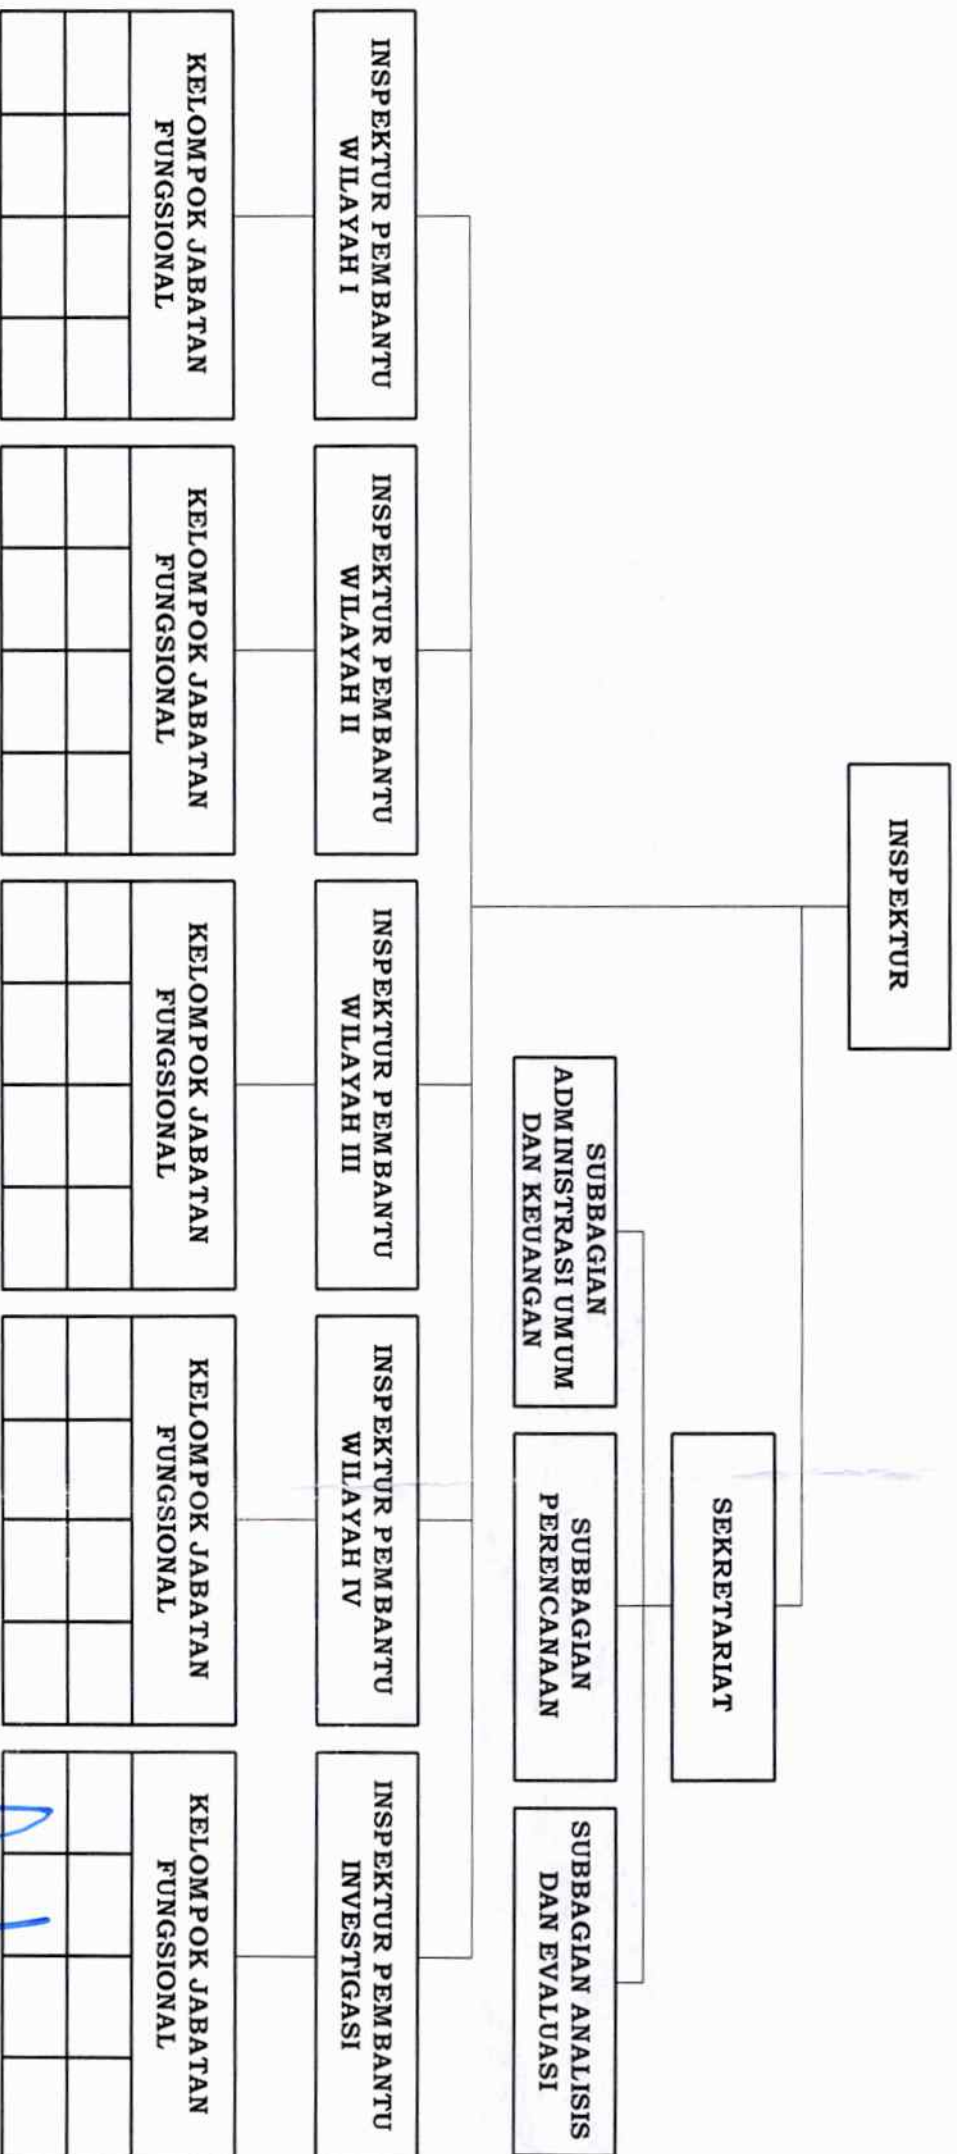 INSPEKTUR
SEKRETARIAT
SUBBAGIAN
ADMINISTRASI UMUM
DAN KEUANGAN
SUBBAGIAN
PERENCANAAN
SUBBAGIAN ANALISIS
DAN EVALUASI
INSPEKTUR PEMBANTU
WILAYAH I
INSPEKTUR PEMBANTU
WILAYAH II
INSPEKTUR PEMBANTU
WILAYAH III
INSPEKTUR PEMBANTU
WILAYAH IV
INSPEKTUR PEMBANTU
INVESTIGASI
KELOMPOK JABATAN
FUNGSIONAL
KELOMPOK JABATAN
FUNGSIONAL
KELOMPOK JABATAN
FUNGSIONAL
KELOMPOK JABATAN
FUNGSIONAL
KELOMPOK JABATAN
FUNGSIONAL